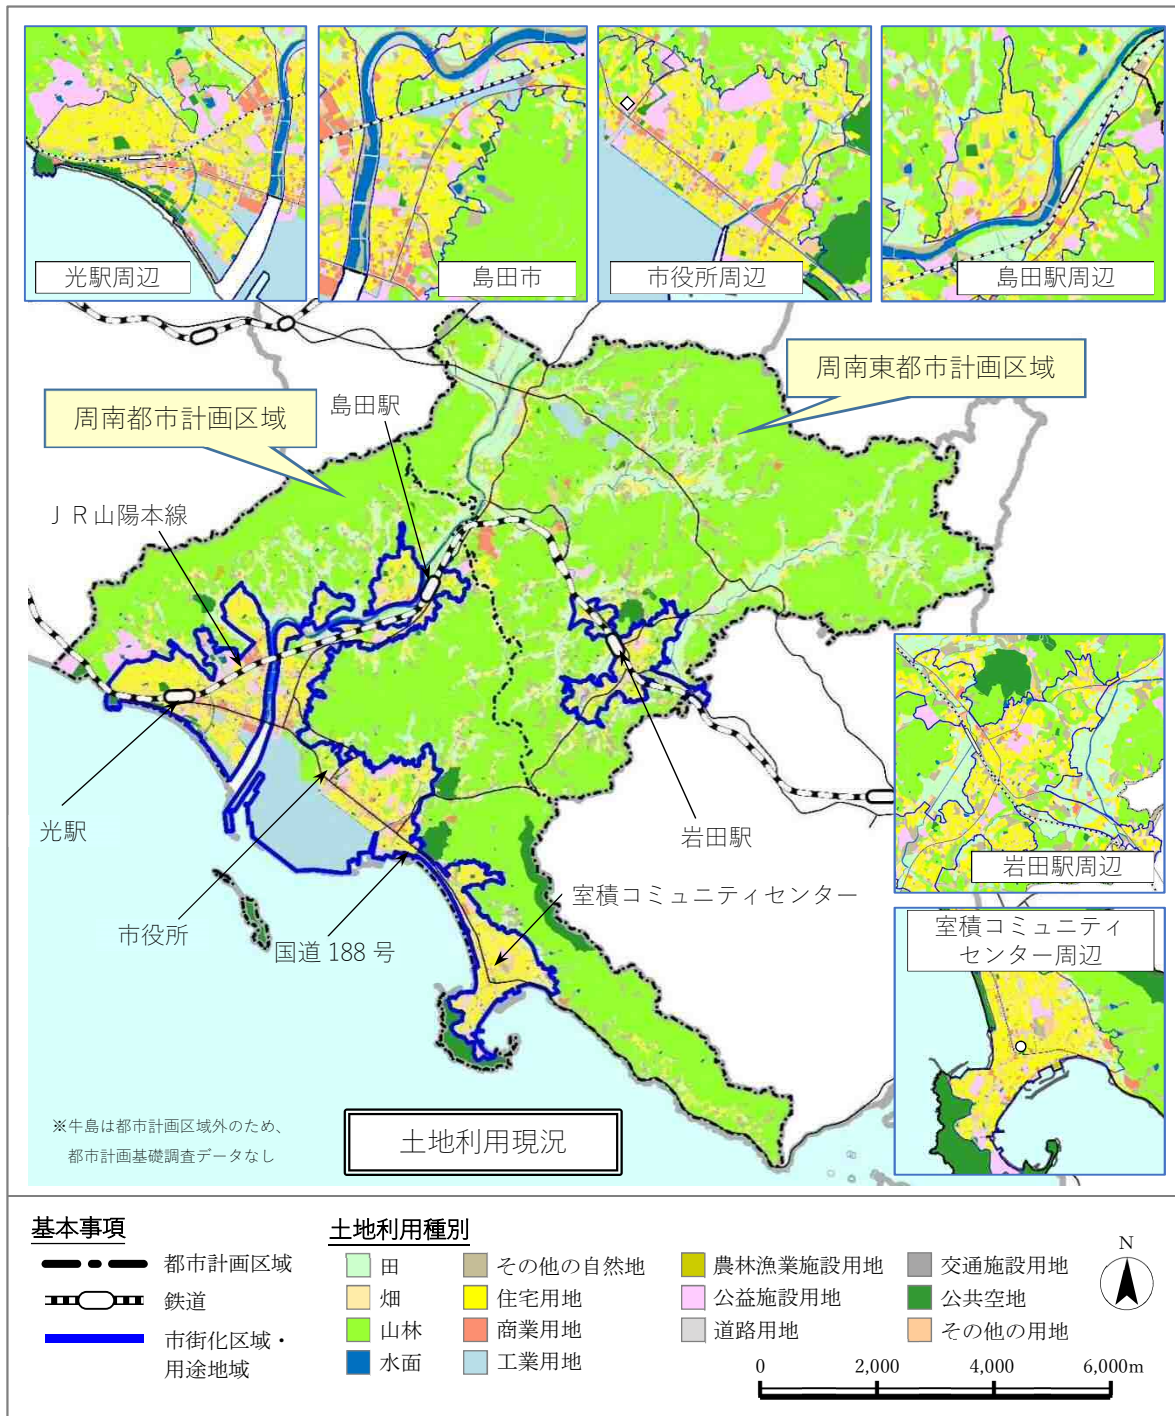 光駅周辺
島田市
市役所周辺
島田駅周辺
周南東都市計画区域
周南都市計画区域
島田駅
ＪＲ山陽本線
光駅
市役所
国道 188 号
岩田駅
室積コミュニティセンター
岩田駅周辺
室積コミュニティ
センター周辺
※牛島は都市計画区域外のため、
都市計画基礎調査データなし
土地利用現況
基本事項
都市計画区域
鉄道
市街化区域・
用途地域
土地利用種別
田
畑
山林
水面
その他の自然地
住宅用地
商業用地
工業用地
農林漁業施設用地
公益施設用地
道路用地
交通施設用地
公共空地
その他の用地
N
0 2,000 4,000 6,000m